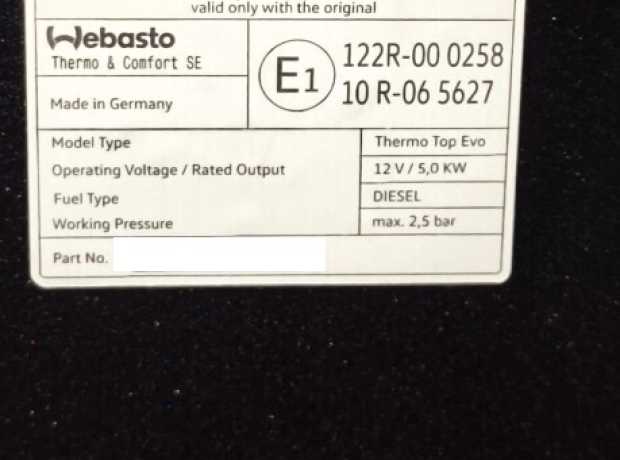 valid only with the original
Webasto
Thermo & Comfort SE
Made in Germany
E1
122R-00 0258
10 R-06 5627
Model Type Thermo Top Evo
Operating Voltage / Rated Output 12 V / 5,0 KW
Fuel Type DIESEL
Working Pressure max. 2,5 bar
Part No.